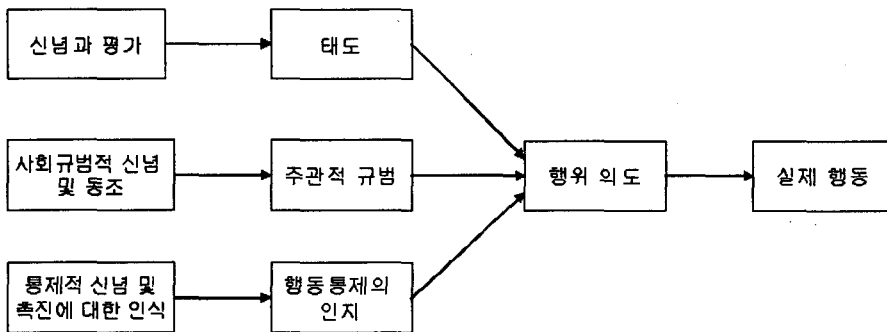 신념과 평가
태도
사회규범적 신념
및 동조
주관적 규범
행위 의도
실제 행동
통제적 신념 및
촉진에 대한 인식
행동통제의
인지